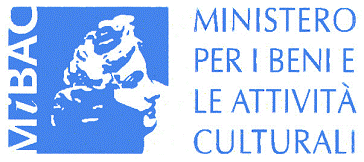 MiBAC
MINISTERO
PER I BENI E
LE ATTIVITÀ
CULTURALI